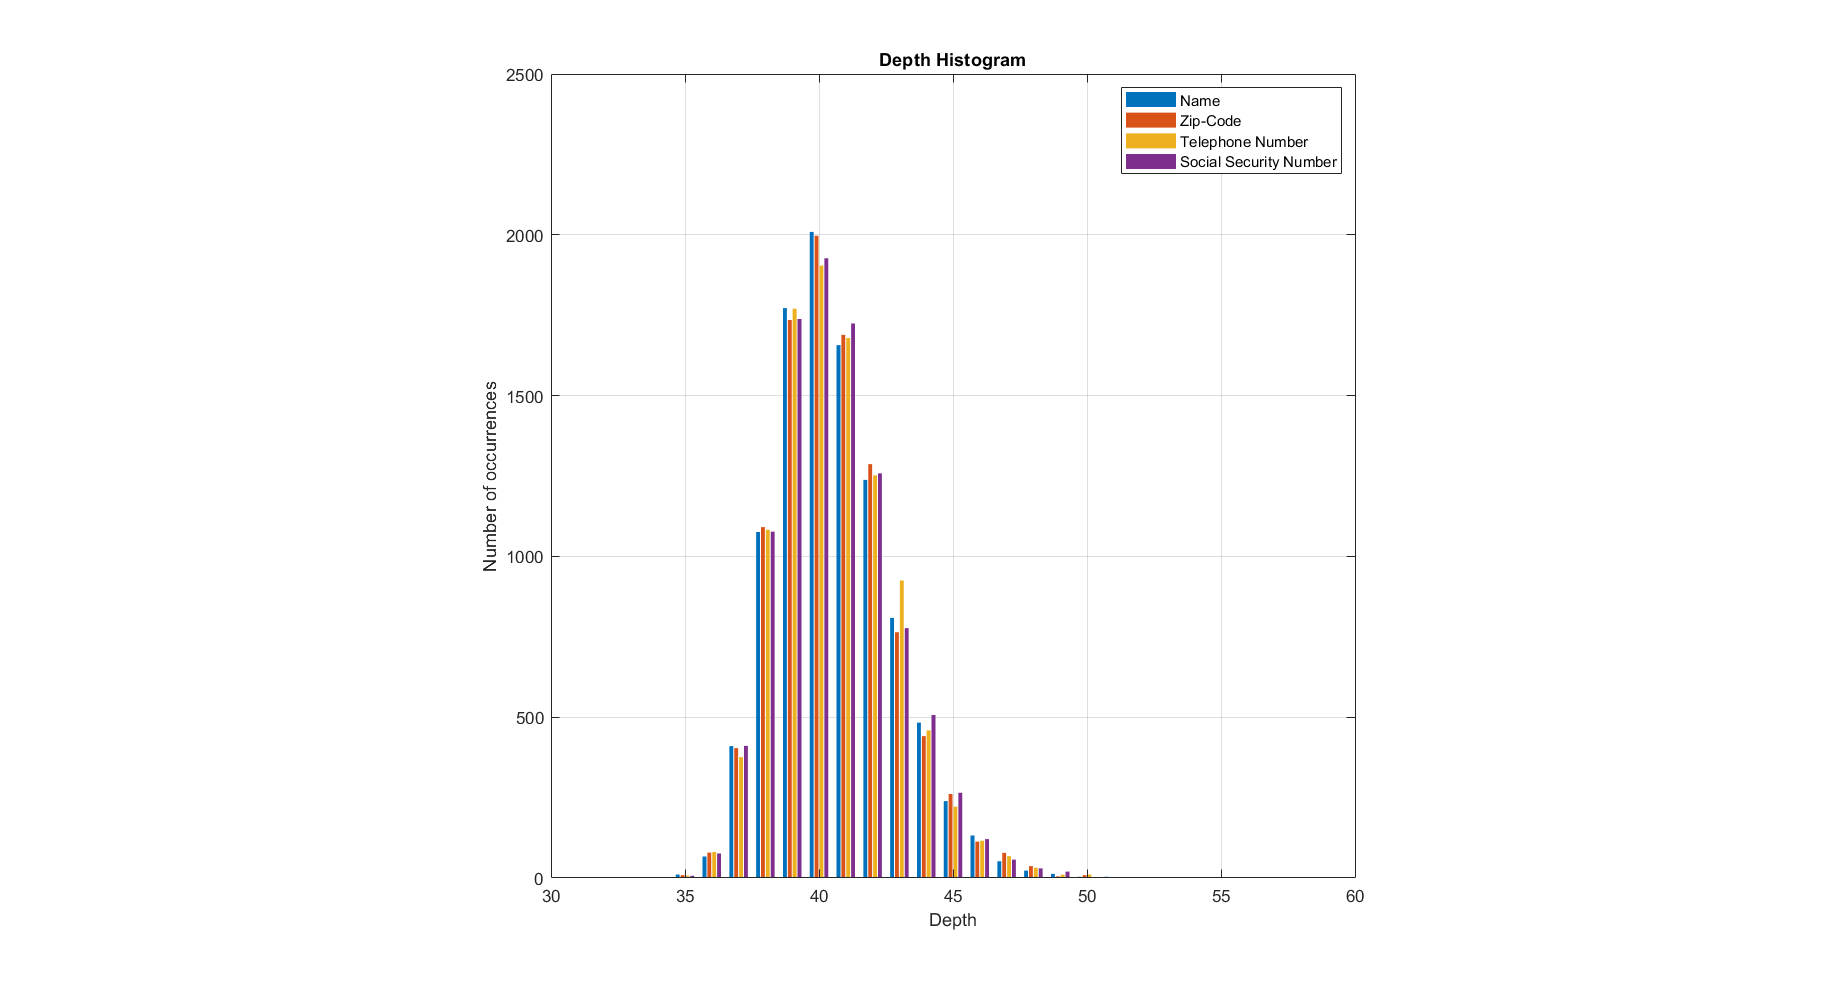 Depth Histogram
2500
2000
1500
1000
500
0
Number of occurrences
Name
Zip-Code
Telephone Number
Social Security Number
30 35 40 45 50 55 60
Depth